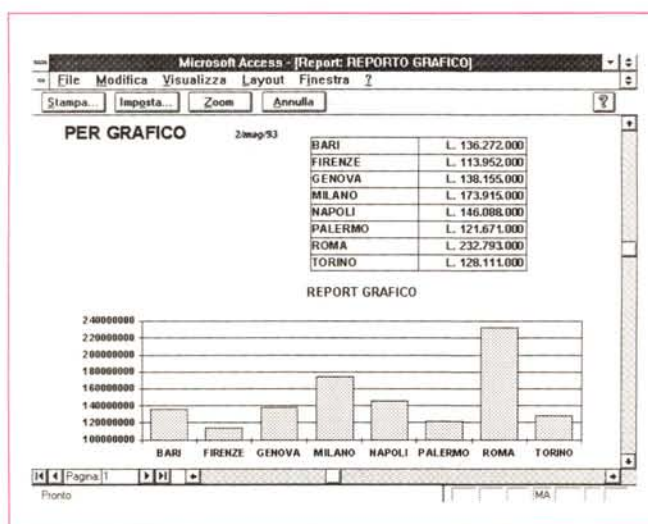 Microsoft Access - [Report: REPORTO GRAFICO]
File Modifica Visualizza Layout Finestra ?
Stampa... Imposta... Zoom Annulla ?
PER GRAFICO 2/mag/93
BARI L. 136.272.000
FIRENZE L. 113.952.000
GENOVA L. 138.155.000
MILANO L. 173.915.000
NAPOLI L. 146.088.000
PALERMO L. 121.671.000
ROMA L. 232.793.000
TORINO L. 128.111.000
REPORT GRAFICO
240000000
220000000
200000000
180000000
160000000
140000000
120000000
100000000
BARI FIRENZE GENOVA MILANO NAPOLI PALERMO ROMA TORINO
Pagina: 1
Pronto MA